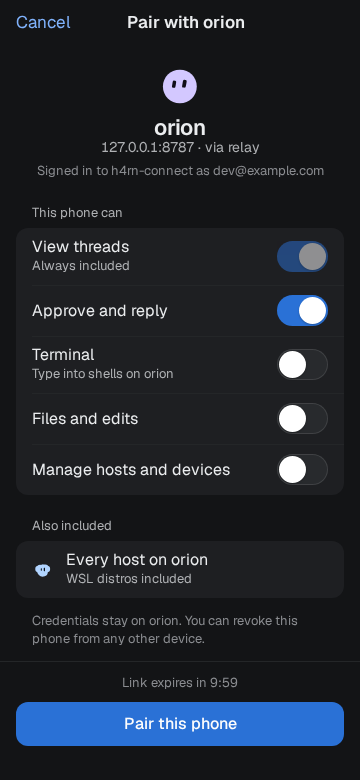 Cancel
Pair with orion
orion
127.0.0.1:8787 · via relay
Signed in to h4rn-connect as dev@example.com
This phone can
View threads
Always included
Approve and reply
Terminal
Type into shells on orion
Files and edits
Manage hosts and devices
Also included
Every host on orion
WSL distros included
Credentials stay on orion. You can revoke this
phone from any other device.
Link expires in 9:59
Pair this phone